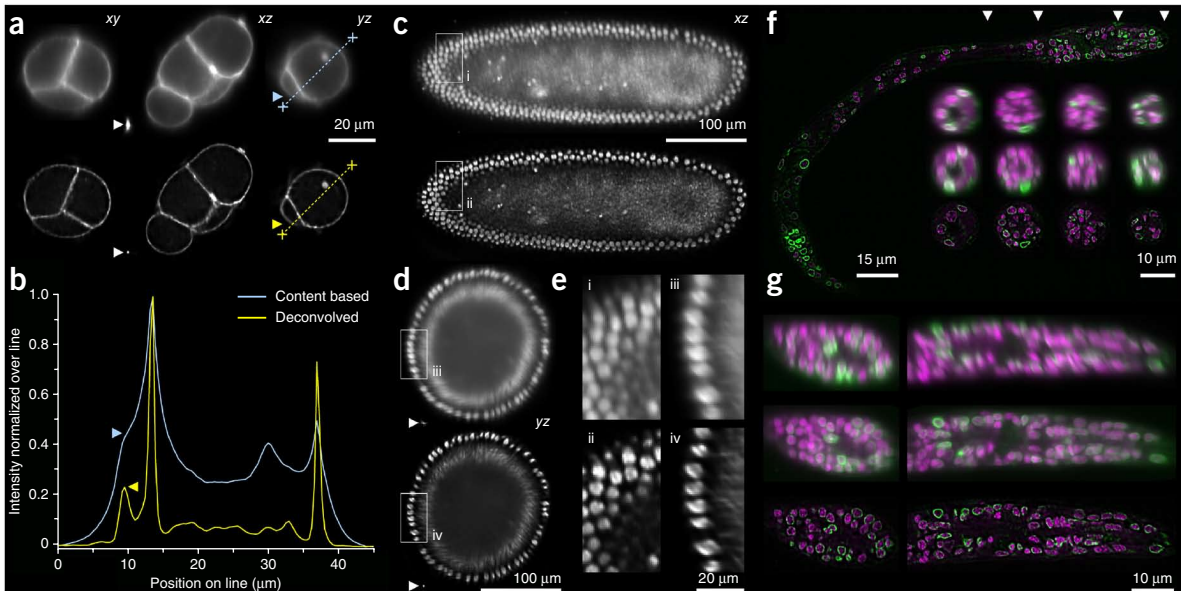 a
xy
xz
yz
20 µm
b
1.0
0.8
0.6
0.4
0.2
0
Intensity normalized over line
Content based
Deconvolved
0
10
20
30
40
Position on line (µm)
c
xz
i
100 µm
ii
d
iii
yz
iv
100 µm
e
i
iii
ii
iv
20 µm
f
15 µm
10 µm
g
10 µm